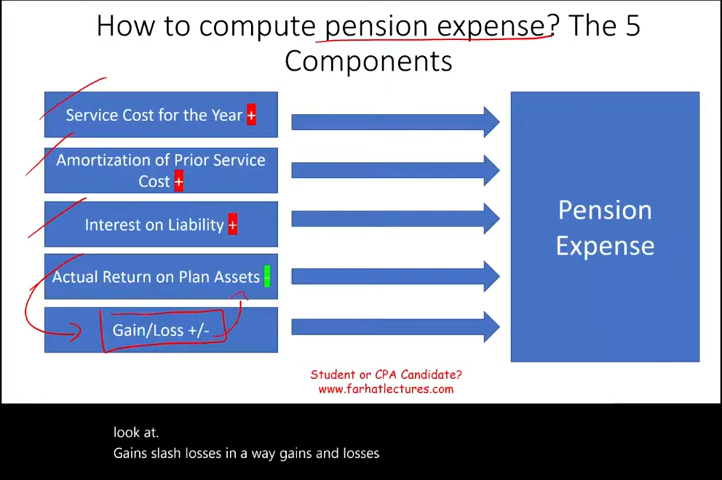 How to compute pension expense? The 5
Components
Service Cost for the Year +
Amortization of Prior Service
Cost +
Interest on Liability +
Actual Return on Plan Assets -
Gain/Loss +/-
Pension
Expense
Student or CPA Candidate?
www.farhatlectures.com
look at.
Gains slash losses in a way gains and losses